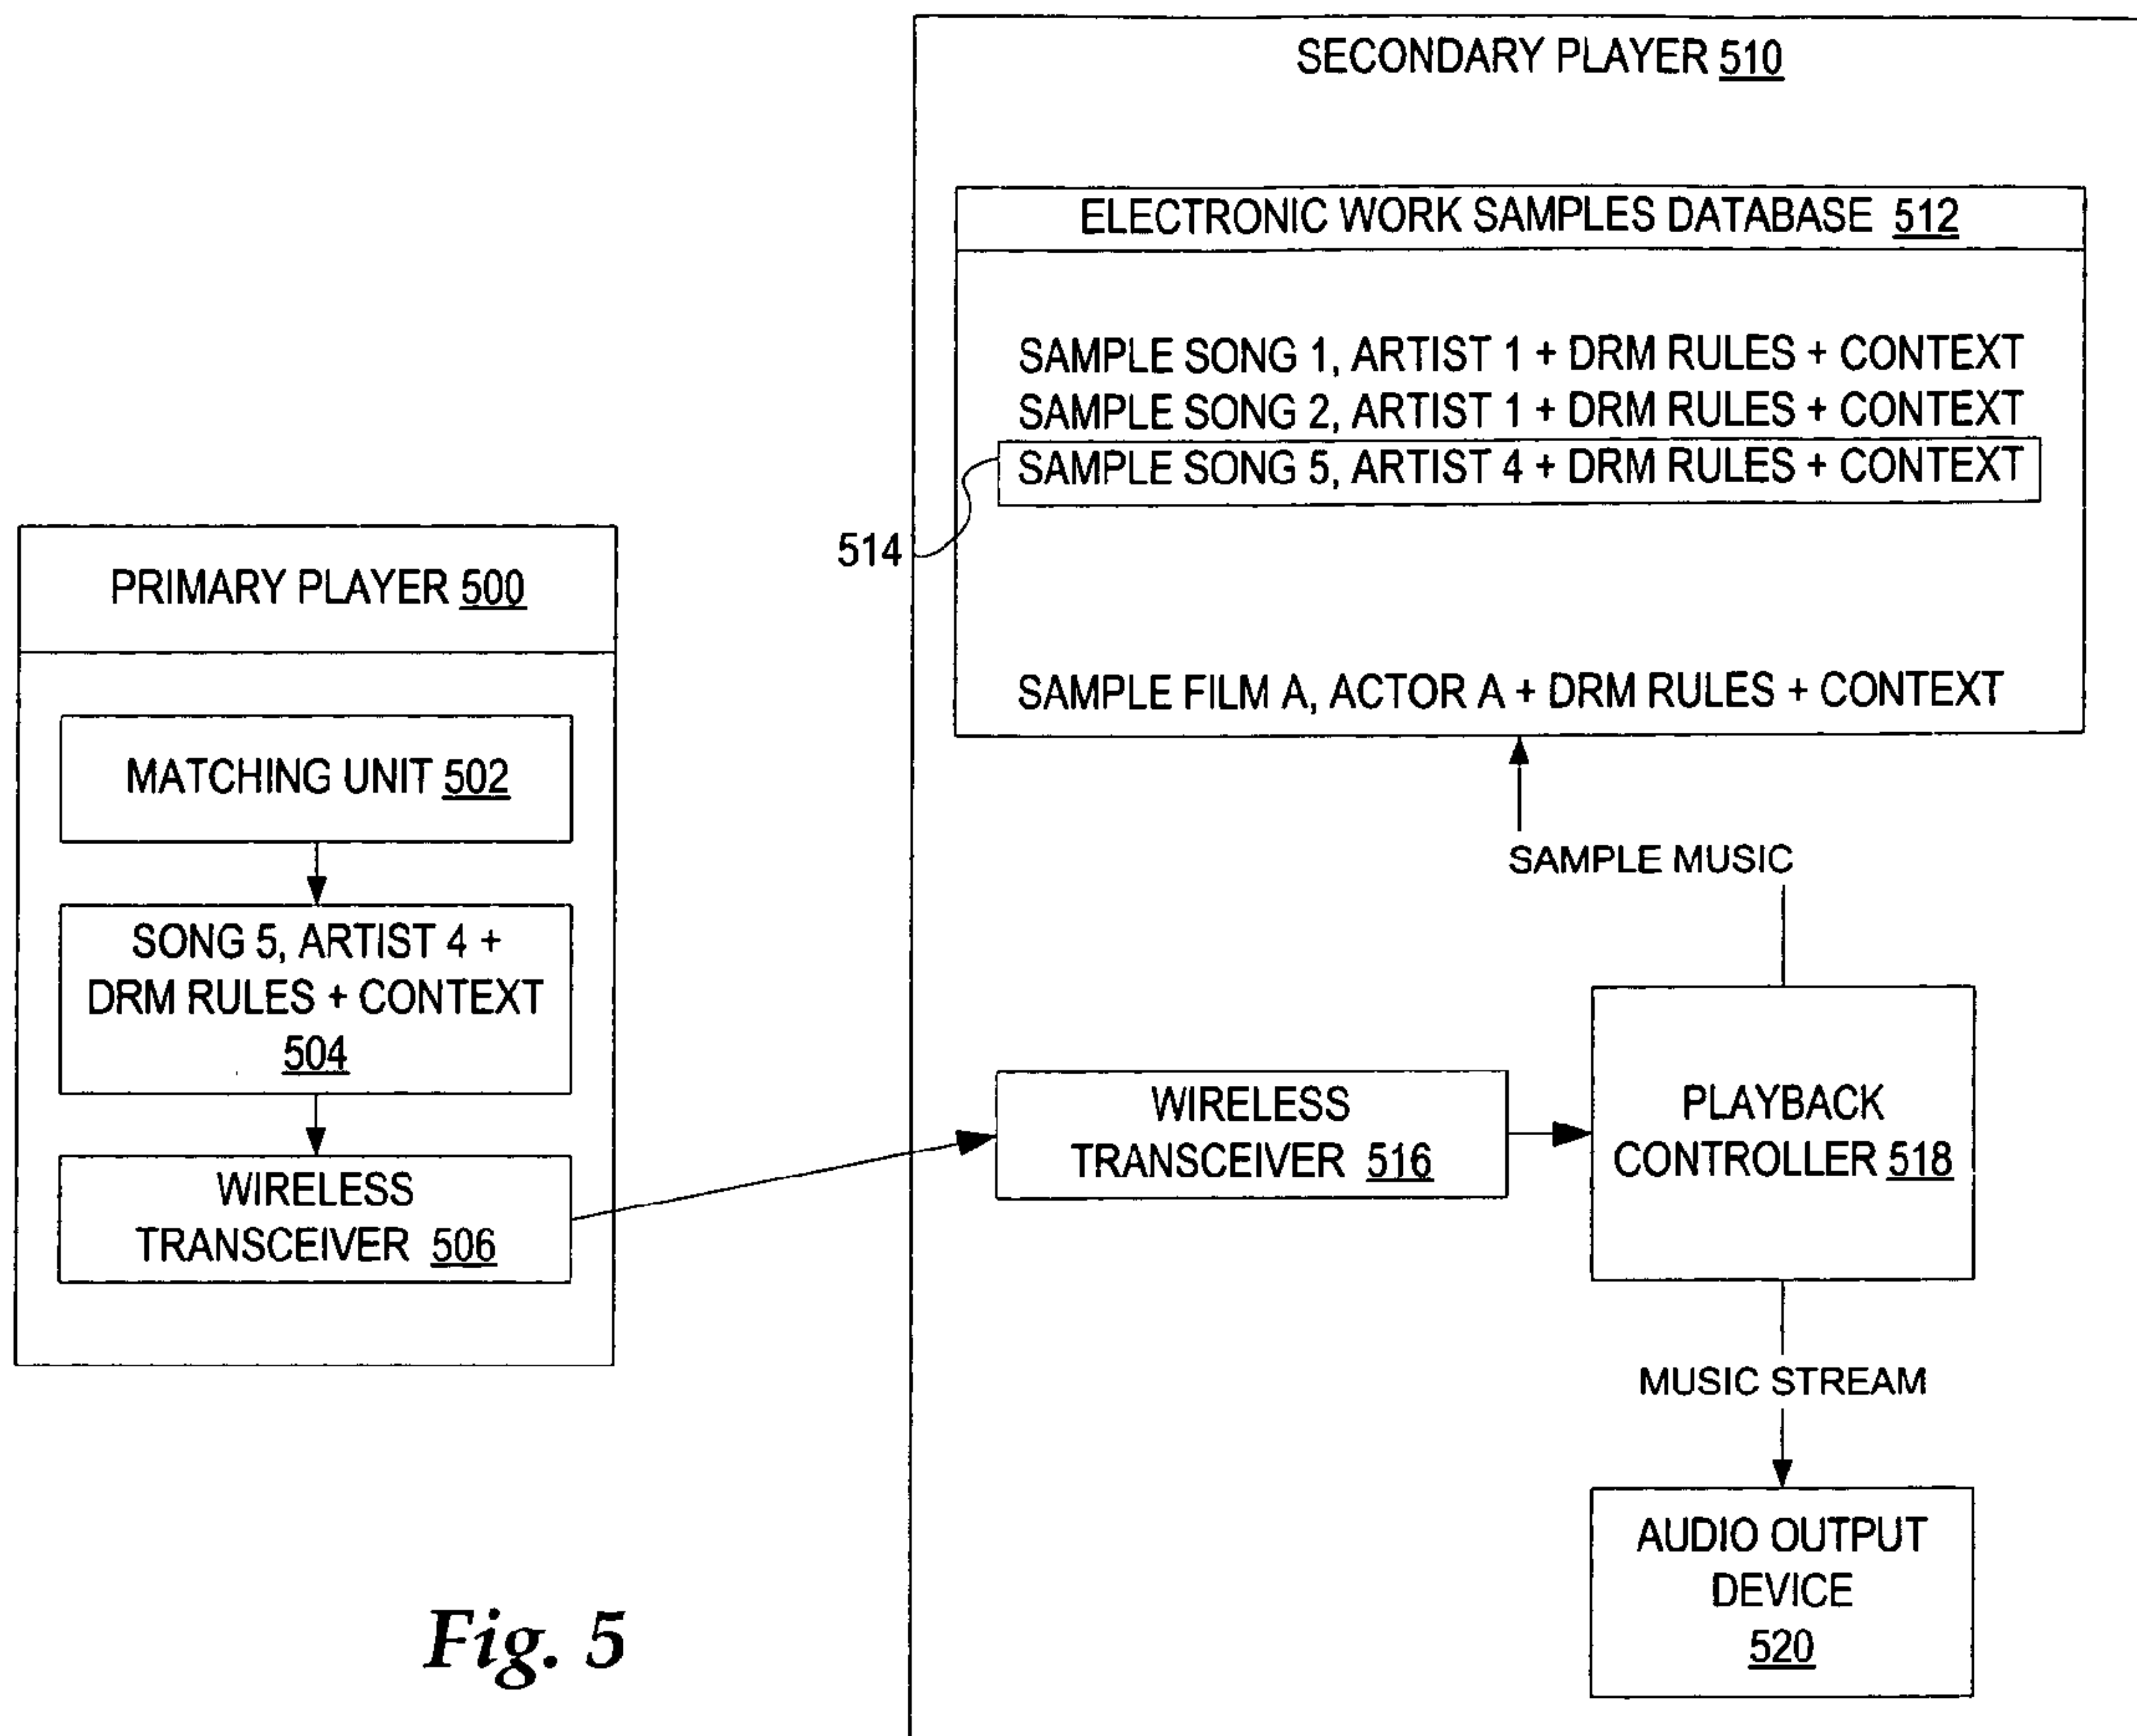 SECONDARY PLAYER 510
ELECTRONIC WORK SAMPLES DATABASE 512
SAMPLE SONG 1, ARTIST 1 + DRM RULES + CONTEXT
SAMPLE SONG 2, ARTIST 1 + DRM RULES + CONTEXT
SAMPLE SONG 5, ARTIST 4 + DRM RULES + CONTEXT
514
SAMPLE FILM A, ACTOR A + DRM RULES + CONTEXT
PRIMARY PLAYER 500
MATCHING UNIT 502
SONG 5, ARTIST 4 +
DRM RULES + CONTEXT
504
WIRELESS
TRANSCEIVER 506
SAMPLE MUSIC
WIRELESS
TRANSCEIVER 516
PLAYBACK
CONTROLLER 518
MUSIC STREAM
AUDIO OUTPUT
DEVICE
520
Fig. 5